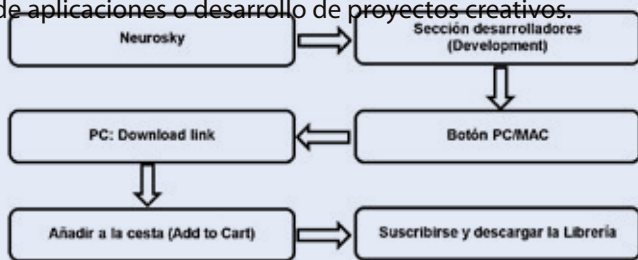 de aplicaciones o desarrollo de proyectos creativos.
Neurosky
Sección desarrolladores
(Development)
PC: Download link
Botón PC/MAC
Añadir a la cesta (Add to Cart)
Suscribirse y descargar la Librería